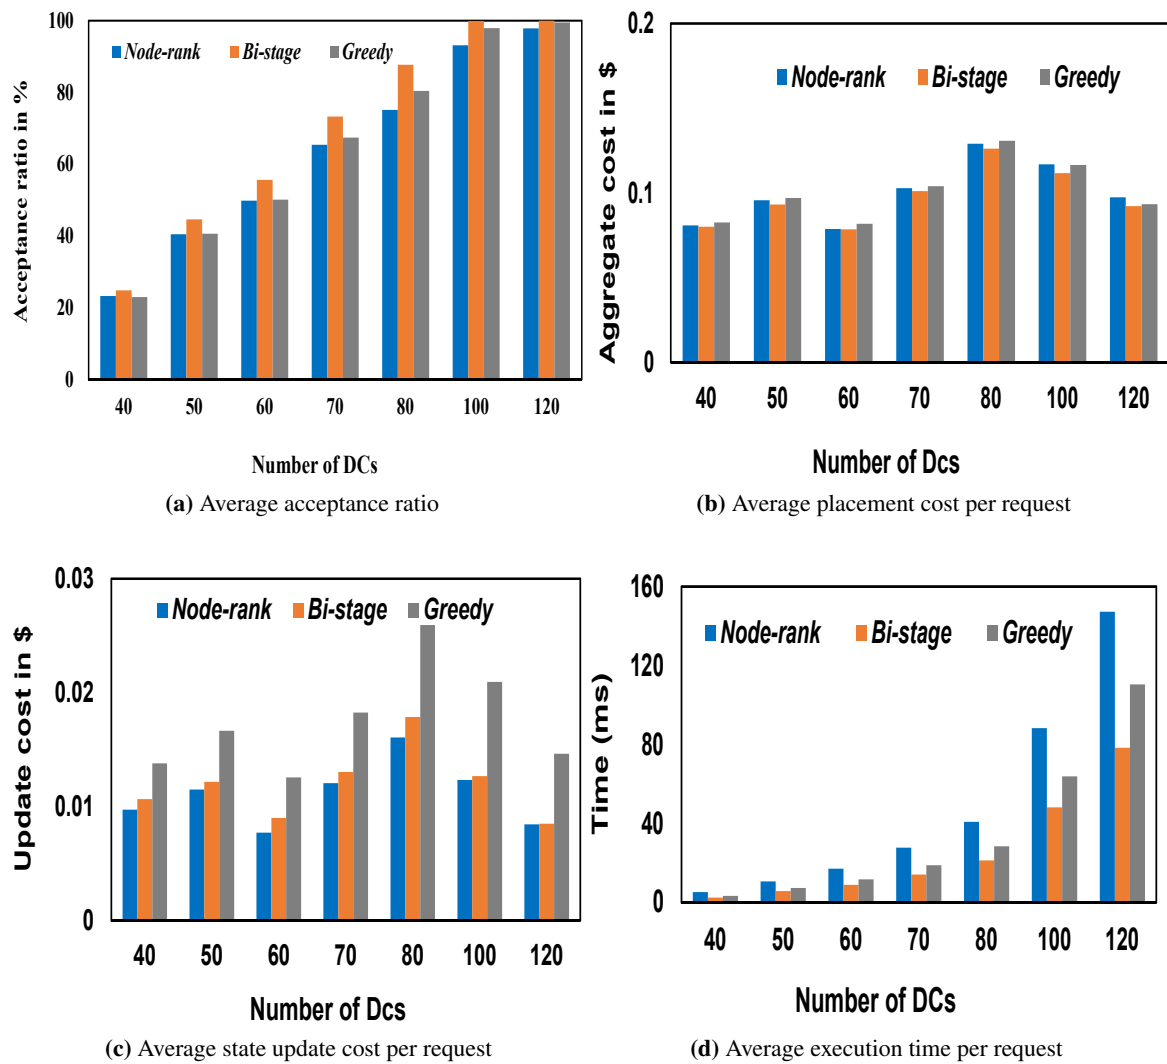 100
80
60
40
20
0
Acceptance ratio in %
Node-rank Bi-stage Greedy
40 50 60 70 80 100 120
Number of DCs
(a) Average acceptance ratio
0.2
0.1
0
Aggregate cost in $
Node-rank Bi-stage Greedy
40 50 60 70 80 100 120
Number of Dcs
(b) Average placement cost per request
0.03
0.02
0.01
0
Update cost in $
Node-rank Bi-stage Greedy
40 50 60 70 80 100 120
Number of Dcs
(c) Average state update cost per request
160
120
80
40
0
Time (ms)
Node-rank Bi-stage Greedy
40 50 60 70 80 100 120
Number of DCs
(d) Average execution time per request